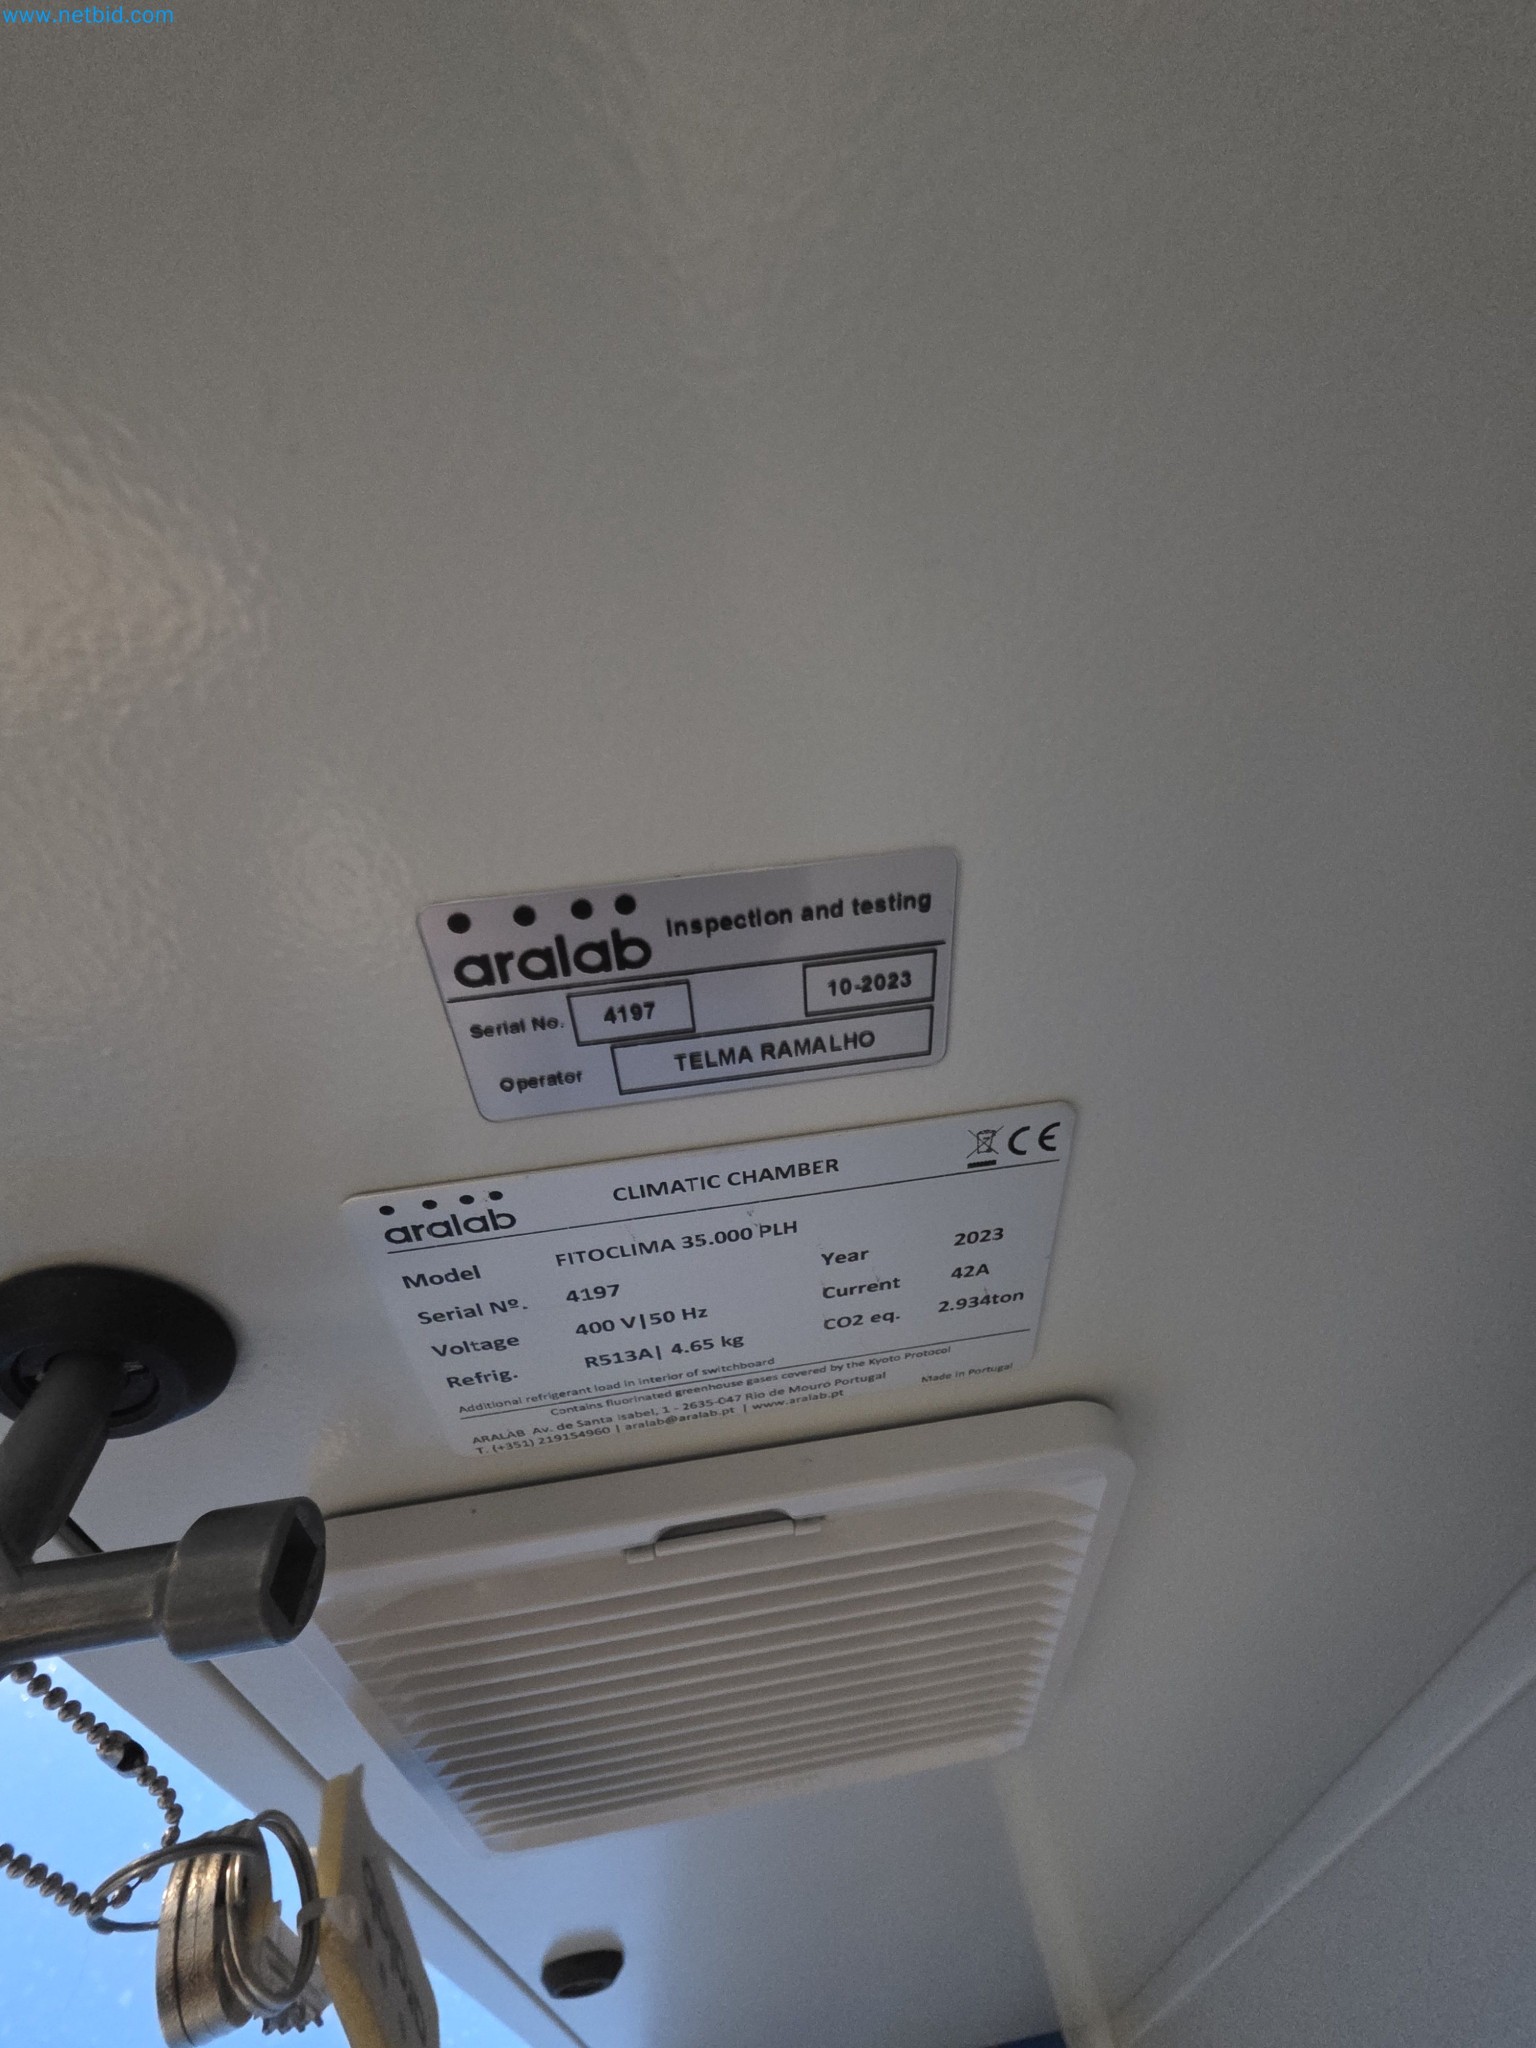 www.netbid.com
aralab Inspection and testing
Serial No. 4197 10-2023
Operator TELMA RAMALHO
aralab CLIMATIC CHAMBER CE
Model FITOCLIMA 35.000 PLH
Serial Nº. 4197 Year 2023
Voltage 400 V|50 Hz Current 42A
Refrig. R513A| 4.65 kg CO2 eq. 2.934ton
Additional refrigerant load in interior of switchboard
Contains fluorinated greenhouse gases covered by the Kyoto Protocol
ARALAB Av. de Santa Isabel, 1 - 2635-047 Rio de Mouro Portugal Made in Portugal
T. (+351) 219154960 | aralab@aralab.pt | www.aralab.pt